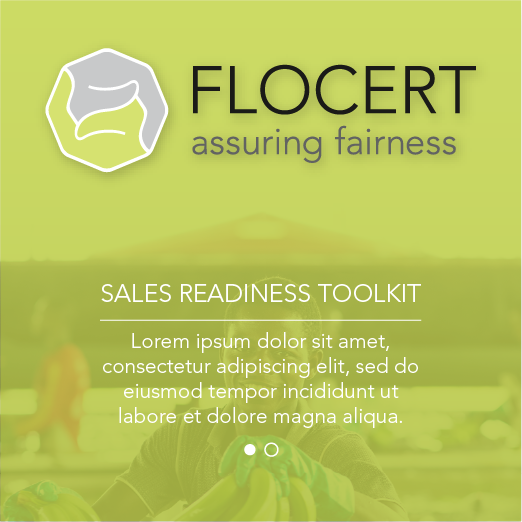 FLOCERT
assuring fairness
SALES READINESS TOOLKIT
Lorem ipsum dolor sit amet,
consectetur adipiscing elit, sed do
eiusmod tempor incididunt ut
labore et dolore magna aliqua.